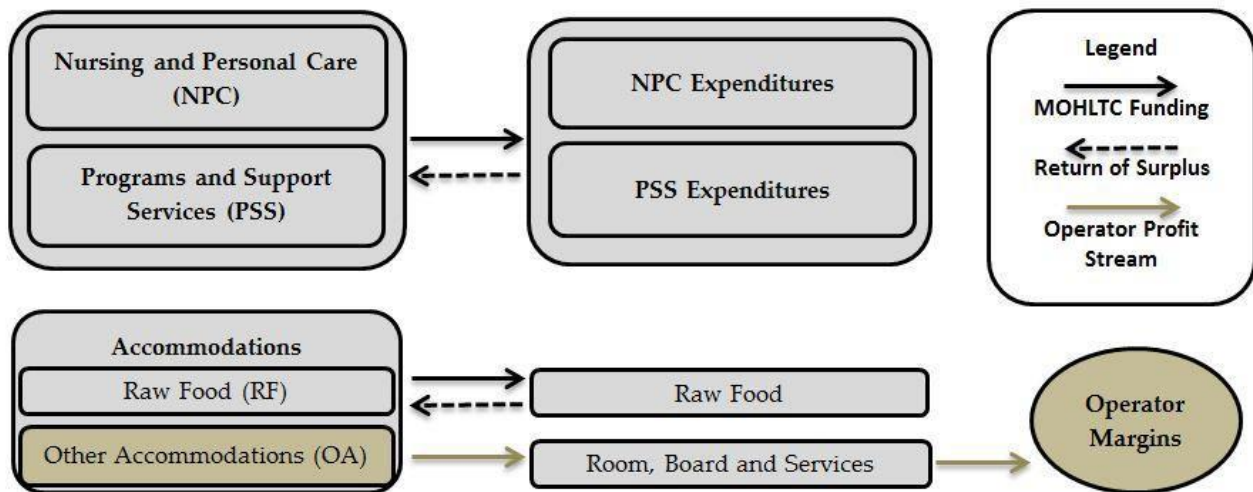 Nursing and Personal Care
(NPC)
Programs and Support
Services (PSS)
NPC Expenditures
PSS Expenditures
Legend
MOHLTC Funding
Return of Surplus
Operator Profit
Stream
Accommodations
Raw Food (RF)
Other Accommodations (OA)
Raw Food
Room, Board and Services
Operator
Margins